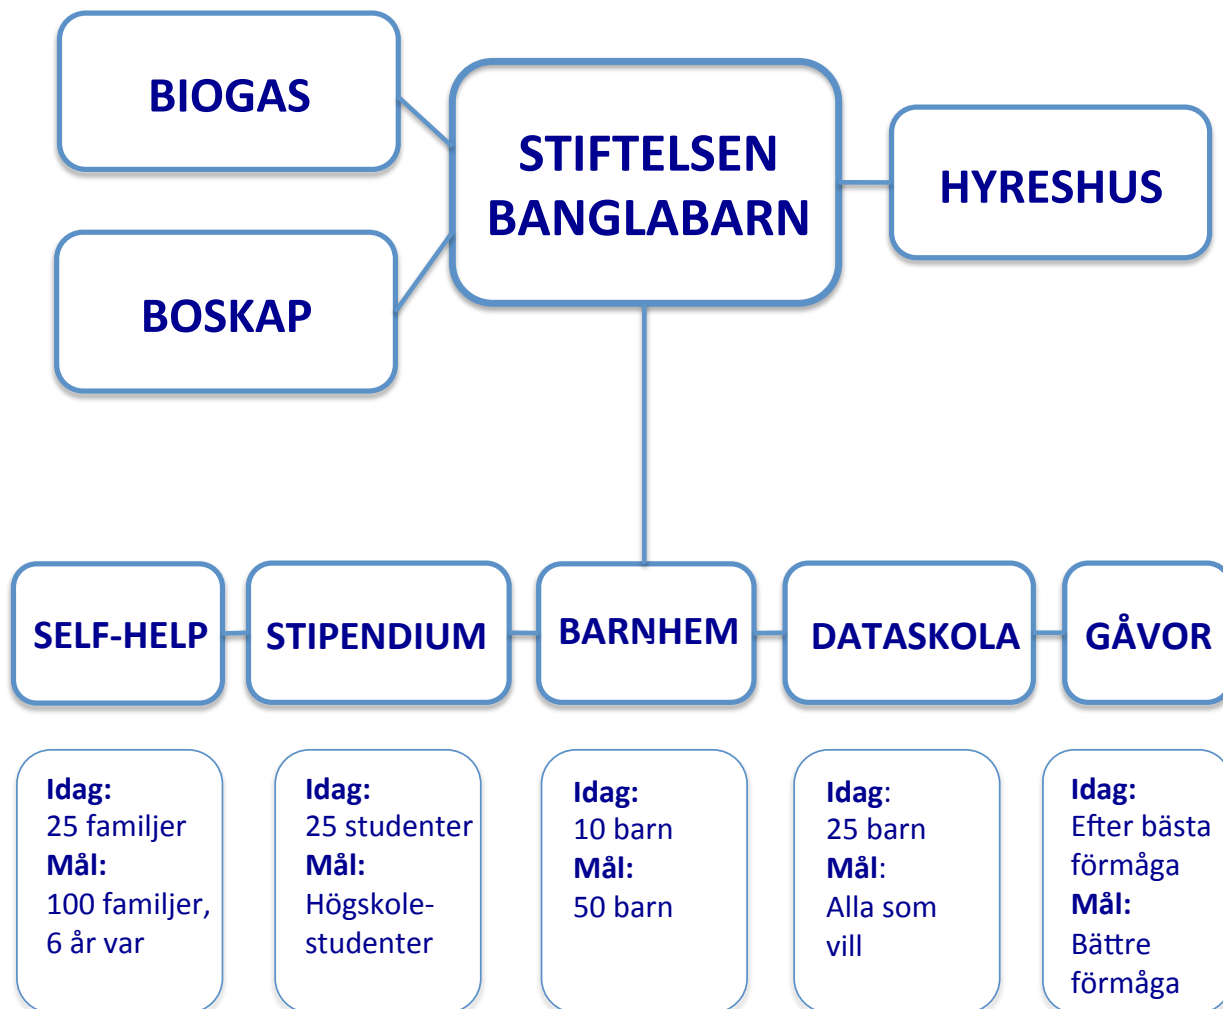 BIOGAS
STIFTELSEN
BANGLABARN
HYRESHUS
BOSKAP
SELF-HELP
STIPENDIUM
BARNHEM
DATASKOLA
GÅVOR
Idag:
25 familjer
Mål:
100 familjer,
6 år var
Idag:
25 studenter
Mål:
Högskole-
studenter
Idag:
10 barn
Mål:
50 barn
Idag:
25 barn
Mål:
Alla som
vill
Idag:
Efter bästa
förmåga
Mål:
Bättre
förmåga